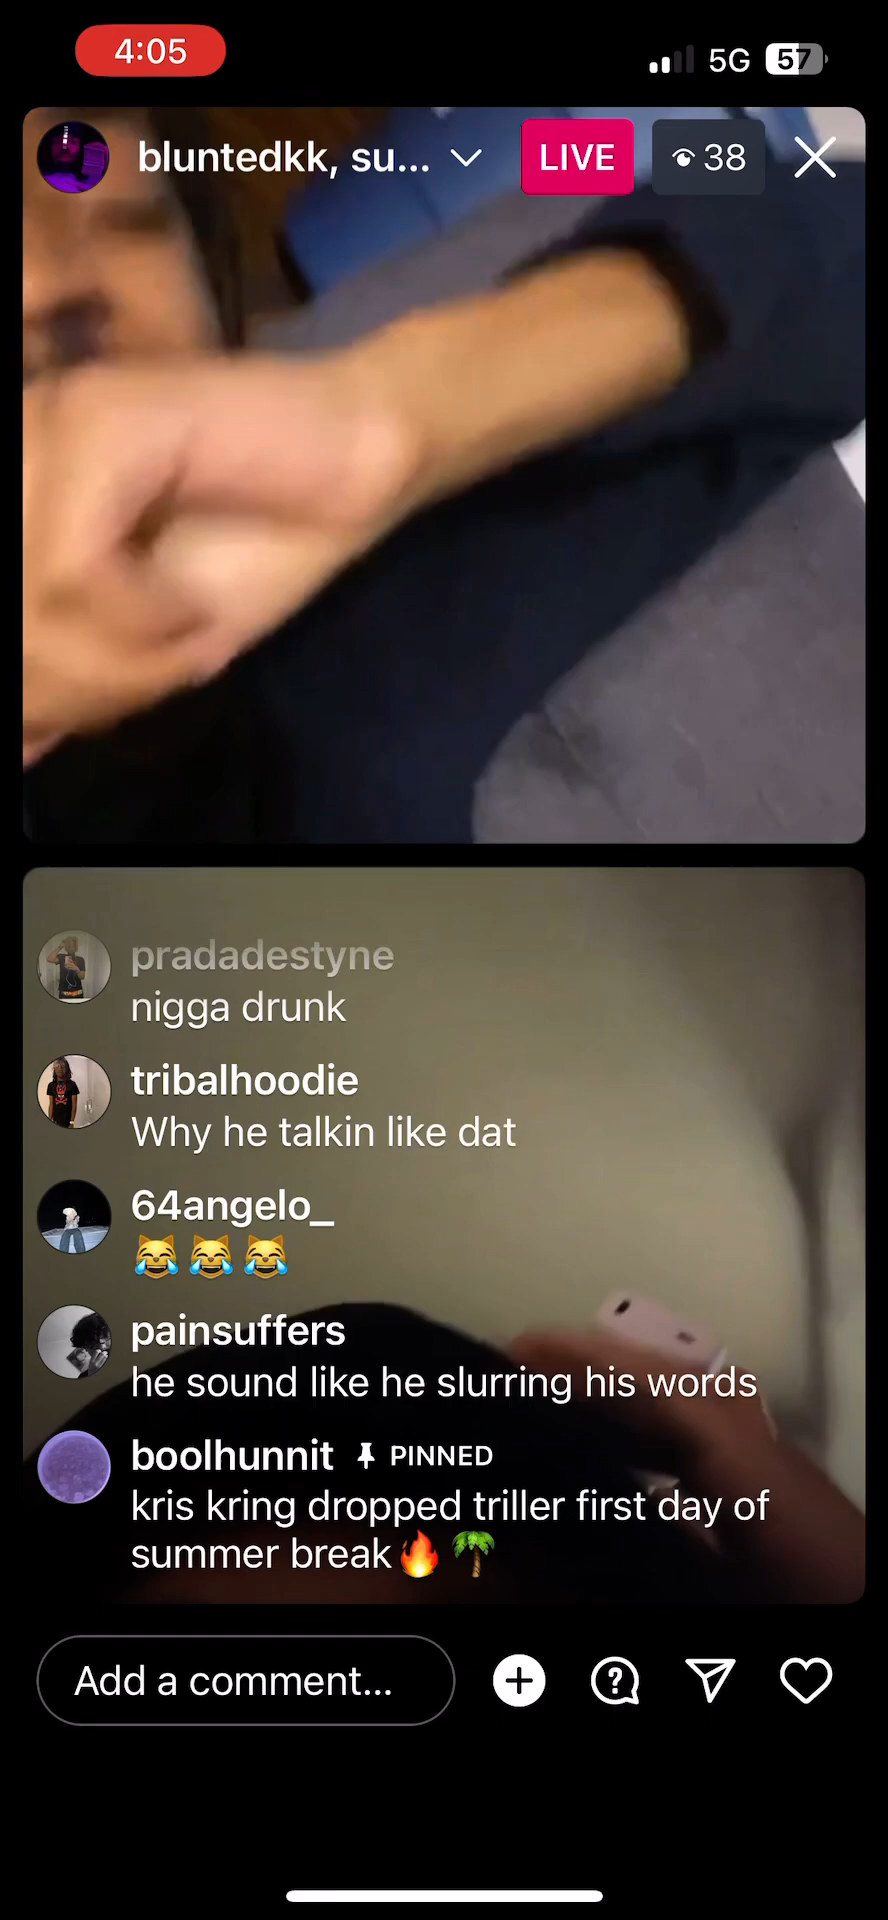 4:05
5G 57
bluntedkk, su... LIVE 38
pradadestyne
nigga drunk
tribalhoodie
Why he talkin like dat
64angelo_
😹😹😹
painsuffers
he sound like he slurring his words
boolhunnit PINNED
kris kring dropped triller first day of
summer break🔥🌴
Add a comment...